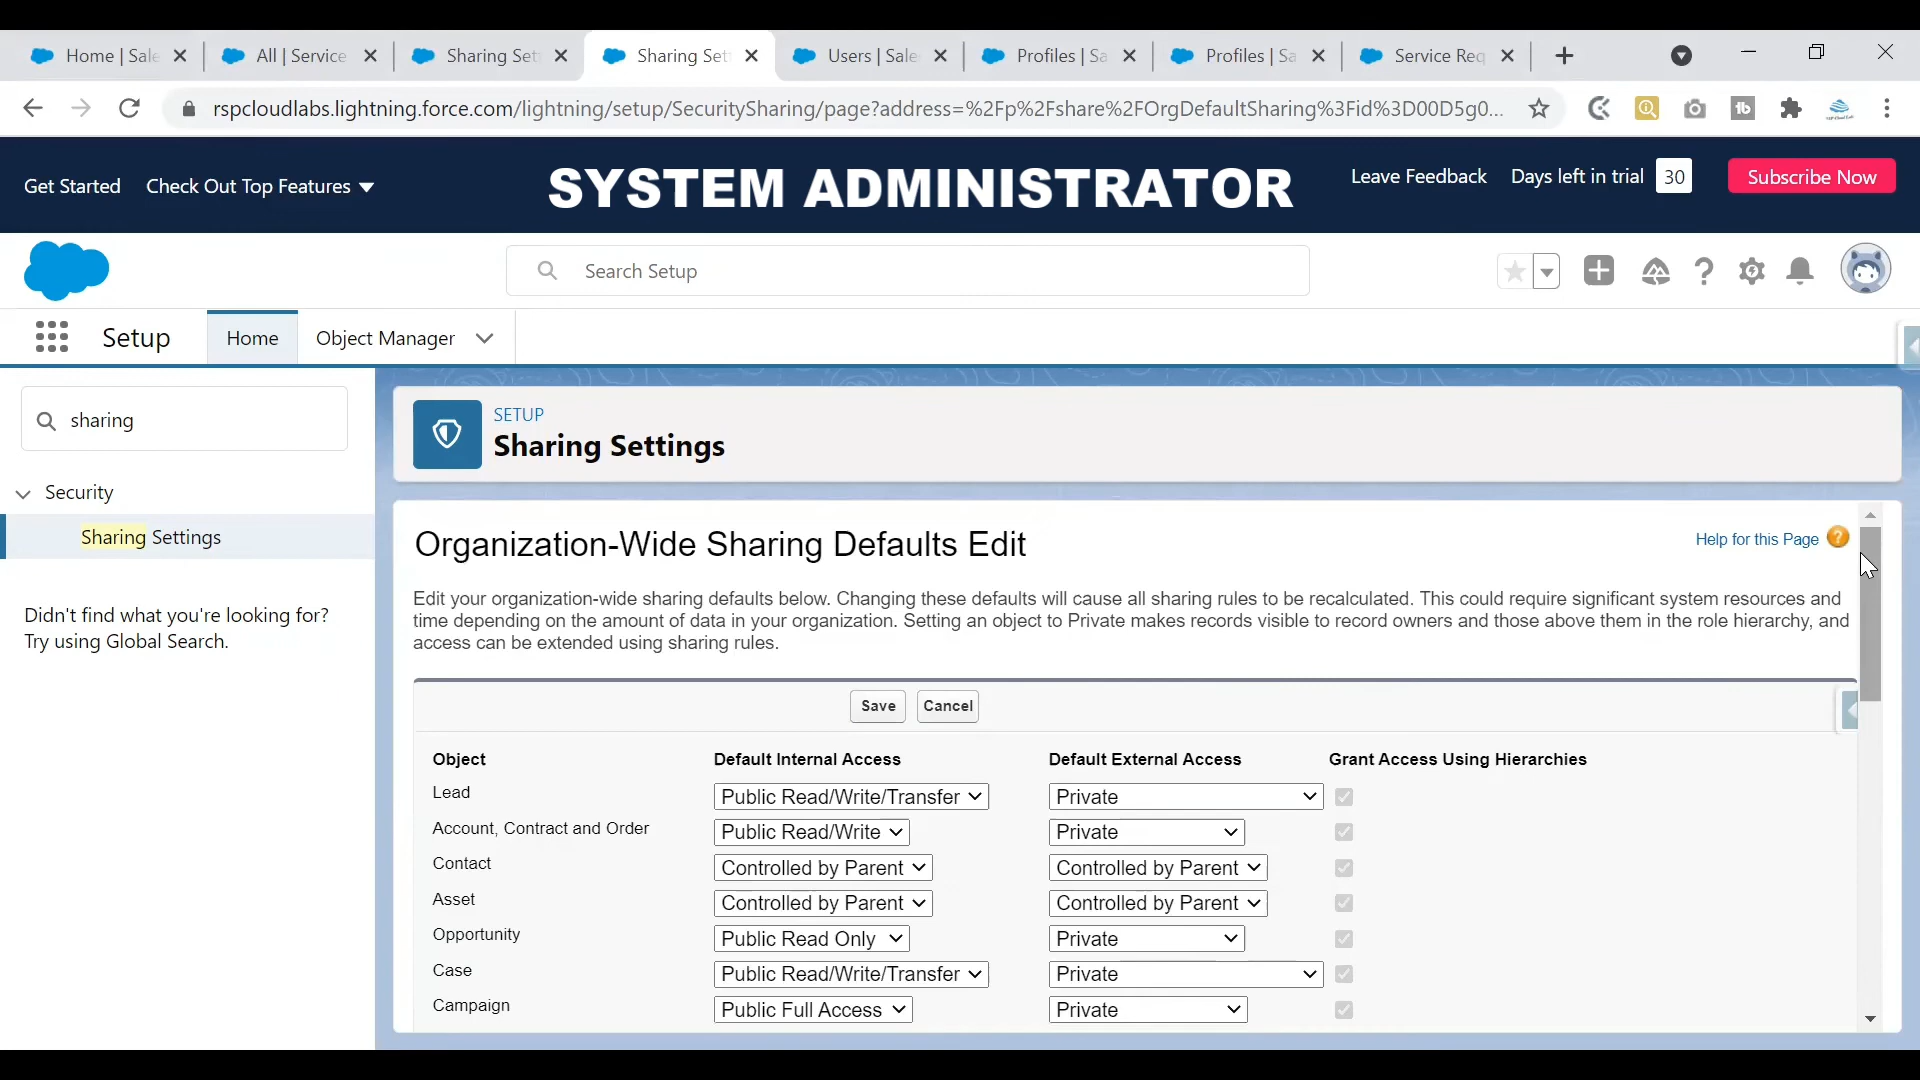 Home | Sale
All | Service
Sharing Set
Sharing Set
Users | Sale
Profiles | Sa
Profiles | Sa
Service Req
rspcloudlabs.lightning.force.com/lightning/setup/SecuritySharing/page?address=%2Fp%2Fshare%2FOrgDefaultSharing%3Fid%3D00D5g0...
Get Started Check Out Top Features SYSTEM ADMINISTRATOR Leave Feedback Days left in trial 30 Subscribe Now
Search Setup
Setup Home Object Manager
sharing
Security
Sharing Settings
Didn't find what you're looking for?
Try using Global Search.
SETUP
Sharing Settings
Organization-Wide Sharing Defaults Edit
Help for this Page ?
Edit your organization-wide sharing defaults below. Changing these defaults will cause all sharing rules to be recalculated. This could require significant system resources and
time depending on the amount of data in your organization. Setting an object to Private makes records visible to record owners and those above them in the role hierarchy, and
access can be extended using sharing rules.
Save Cancel
Object Default Internal Access Default External Access Grant Access Using Hierarchies
Lead Public Read/Write/Transfer Private
Account, Contract and Order Public Read/Write Private
Contact Controlled by Parent Controlled by Parent
Asset Controlled by Parent Controlled by Parent
Opportunity Public Read Only Private
Case Public Read/Write/Transfer Private
Campaign Public Full Access Private